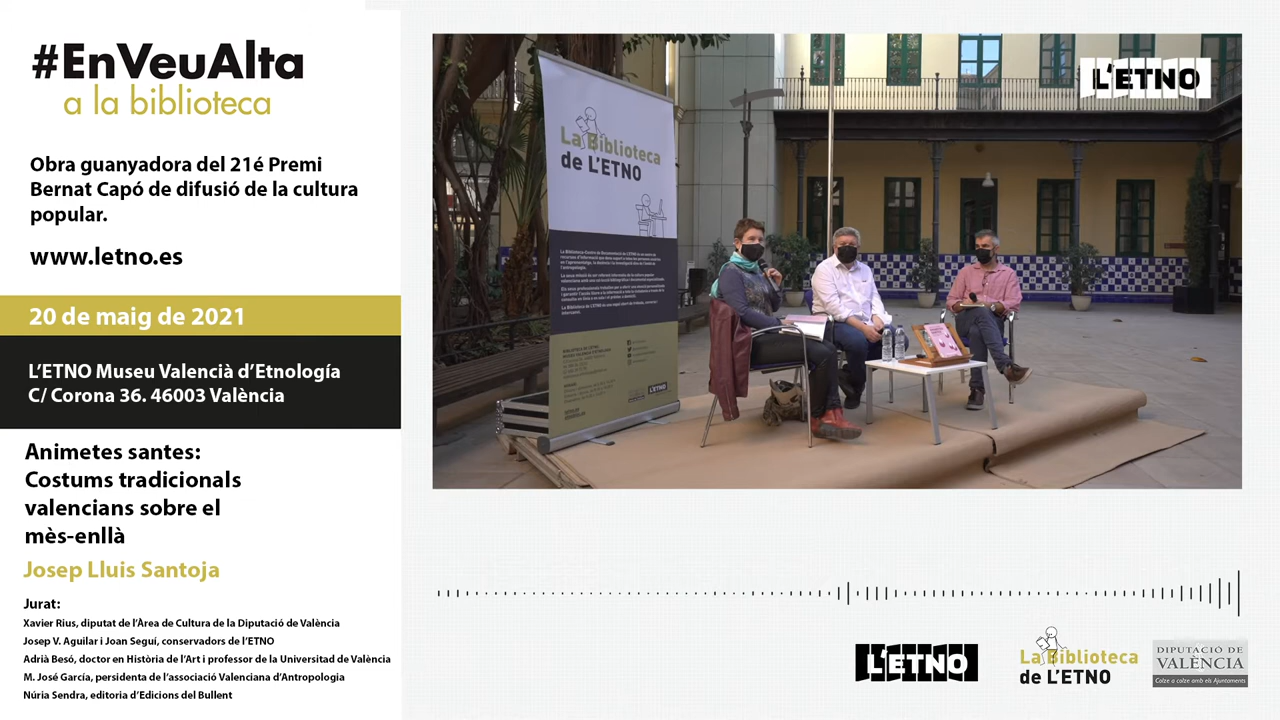 #EnVeuAlta
a la biblioteca
Obra guanyadora del 21é Premi
Bernat Capó de difusió de la cultura
popular.
www.letno.es
20 de maig de 2021
L'ETNO Museu Valencià d'Etnología
C/ Corona 36. 46003 València
Animetes santes:
Costums tradicionals
valencians sobre el
mès-enllà
Josep Lluis Santoja
Jurat:
Xavier Rius, diputat de l'Àrea de Cultura de la Diputació de València
Josep V. Aguilar i Joan Seguí, conservadors de l'ETNO
Adrià Besó, doctor en Història de l'Art i professor de la Universitat de València
M. José García, persidenta de l'associació Valenciana d'Antropologia
Núria Sendra, editoria d'Edicions del Bullent
L'ETNO
La Biblioteca
de L'ETNO
L'ETNO
La Biblioteca
de L'ETNO
DIPUTACIÓ DE
VALÈNCIA
Colze a colze amb els Ajuntaments